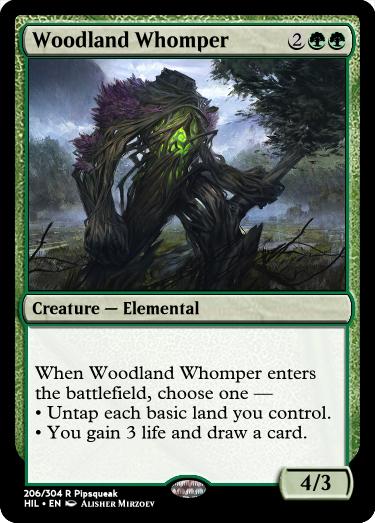 Woodland Whomper 2
Creature — Elemental
When Woodland Whomper enters
the battlefield, choose one —
• Untap each basic land you control.
• You gain 3 life and draw a card.
4/3
206/304 R Pipsqueak
HIL • EN Alisher Mirzoev